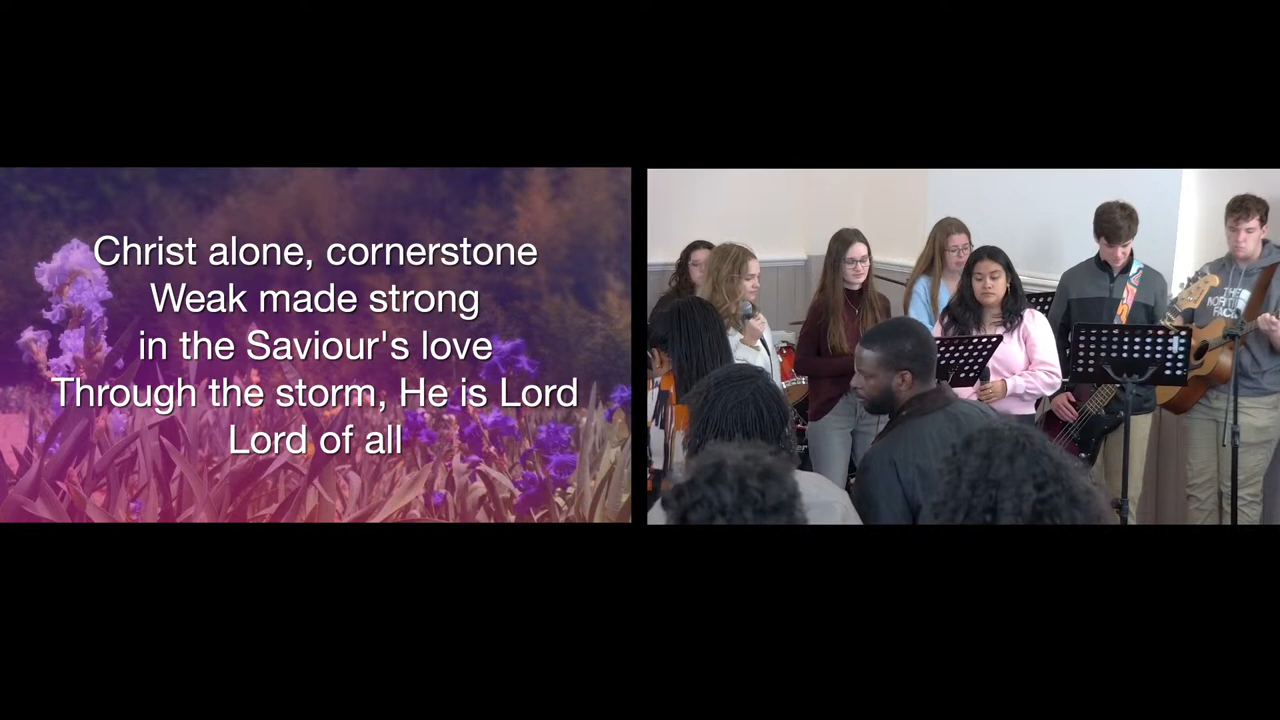 Christ alone, cornerstone
Weak made strong
in the Saviour's love
Through the storm, He is Lord
Lord of all
THE
NORTH
FACE